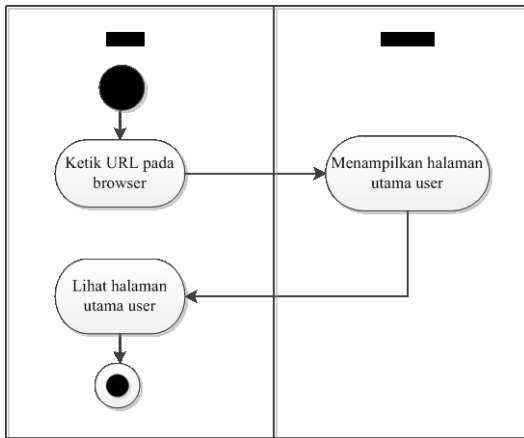 Ketik URL pada
browser
Menampilkan halaman
utama user
Lihat halaman
utama user